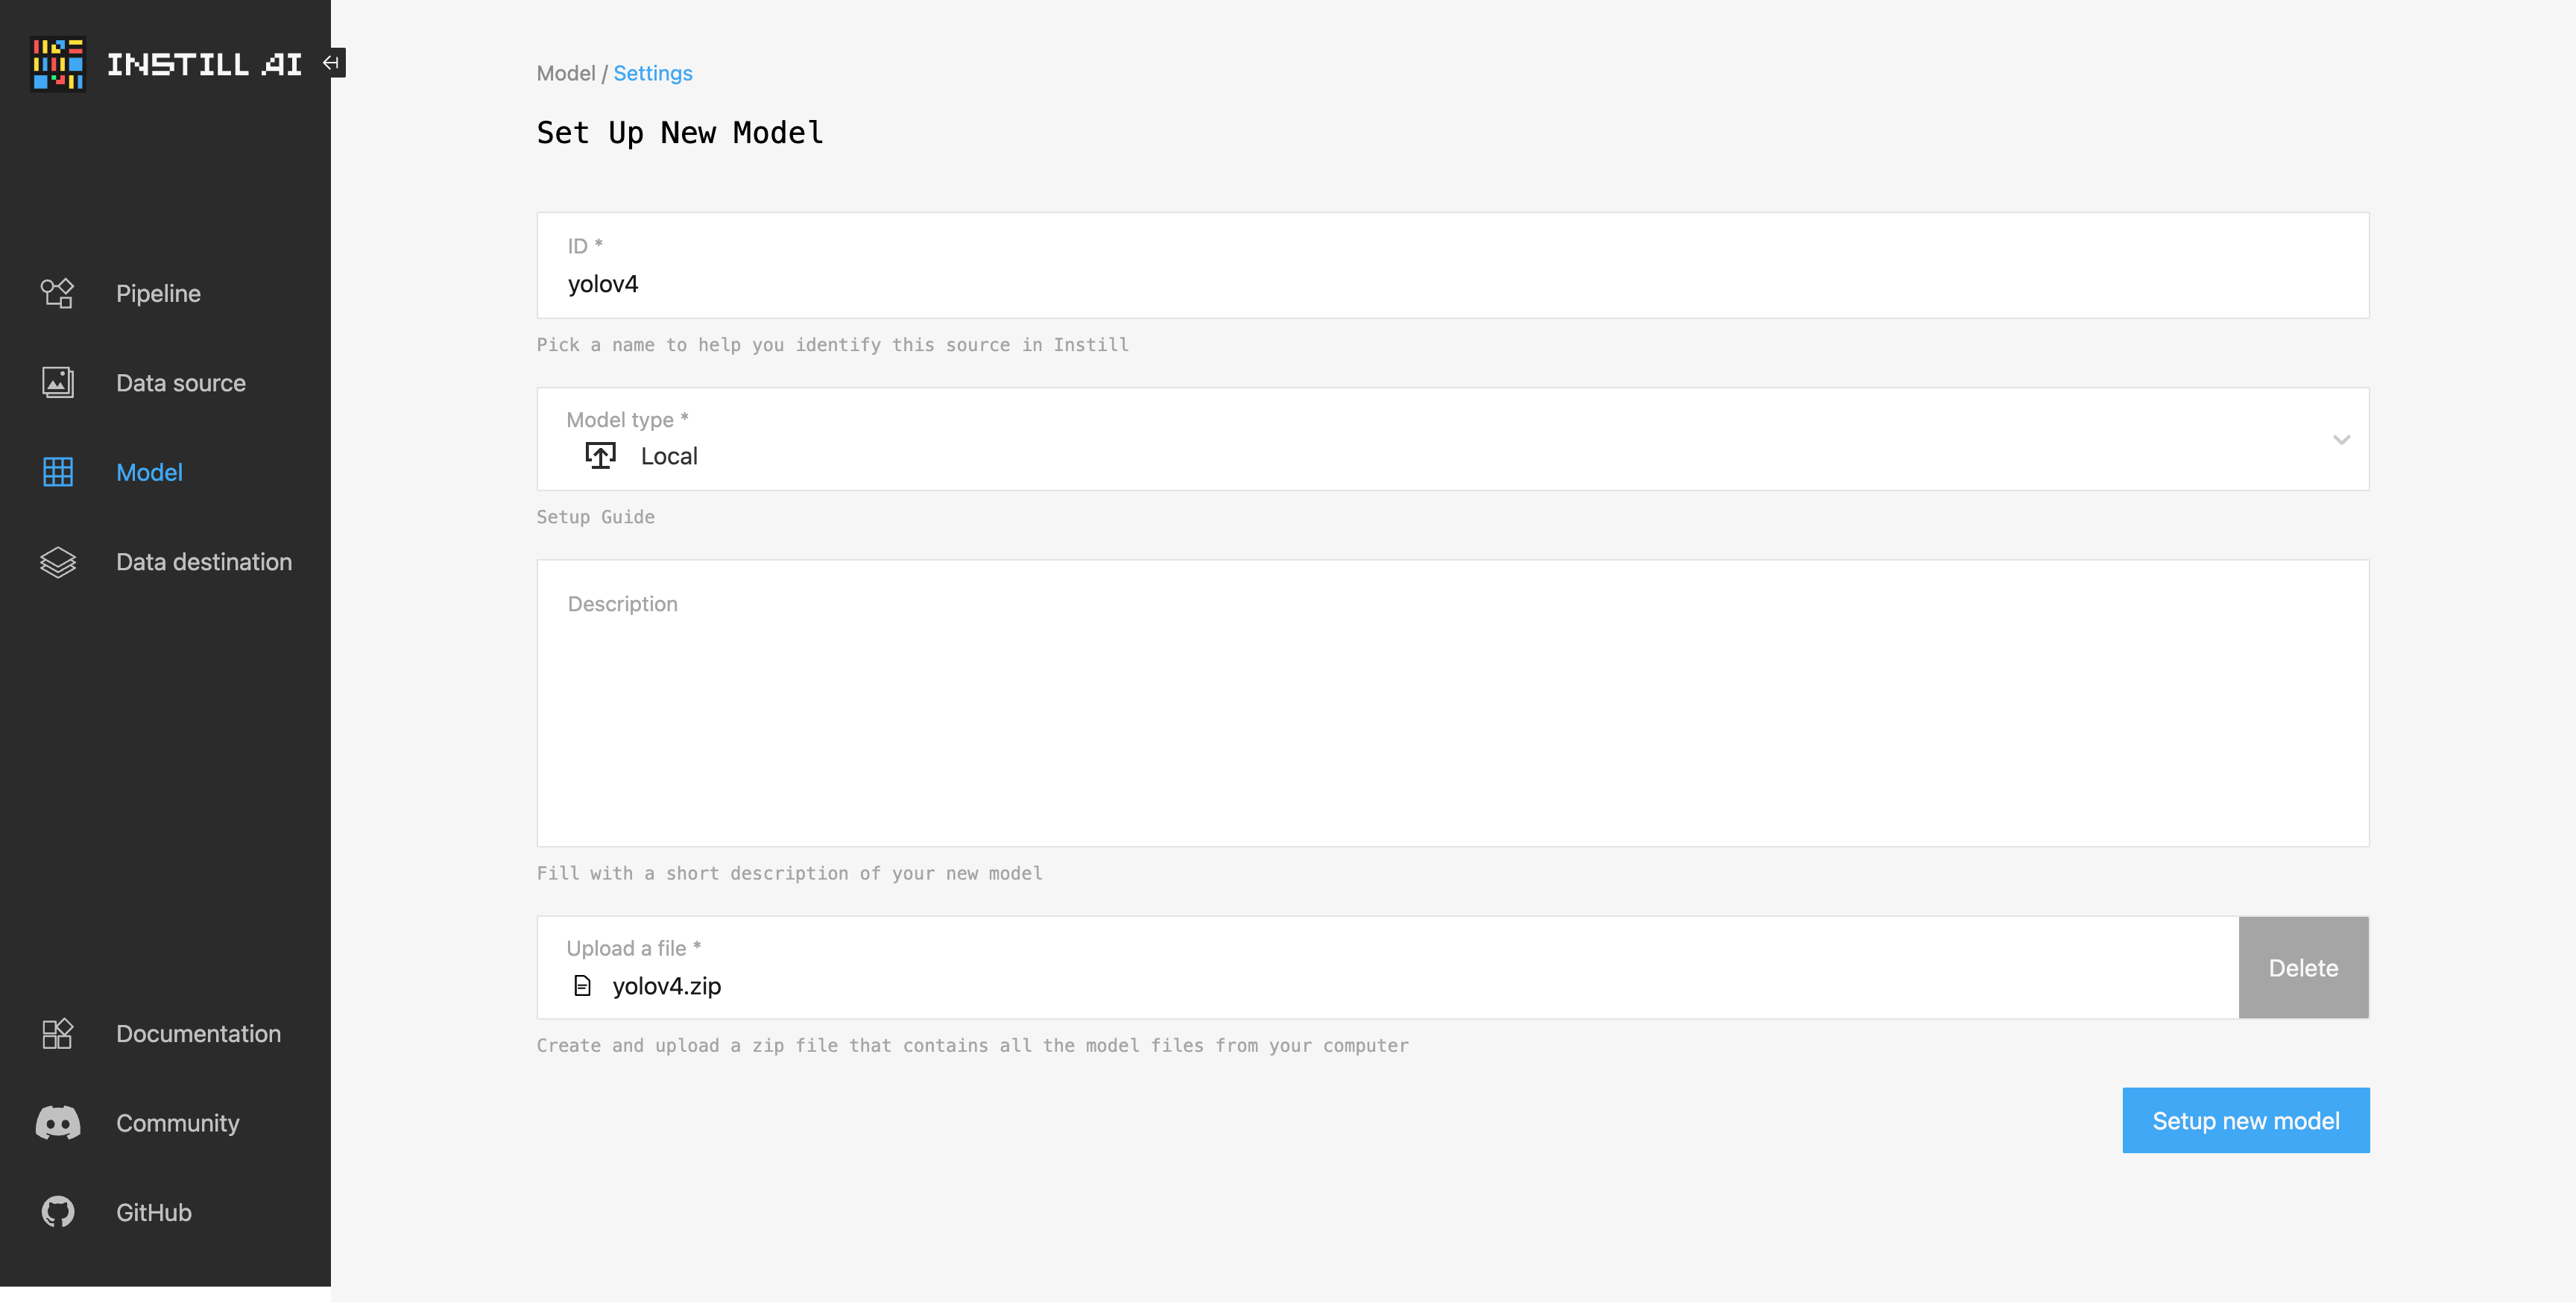 INSTILL AI
Pipeline
Data source
Model
Data destination
Documentation
Community
GitHub
Model / Settings
Set Up New Model
ID *
yolov4
Pick a name to help you identify this source in Instill
Model type *
Local
Setup Guide
Description
Fill with a short description of your new model
Upload a file *
yolov4.zip
Delete
Create and upload a zip file that contains all the model files from your computer
Setup new model